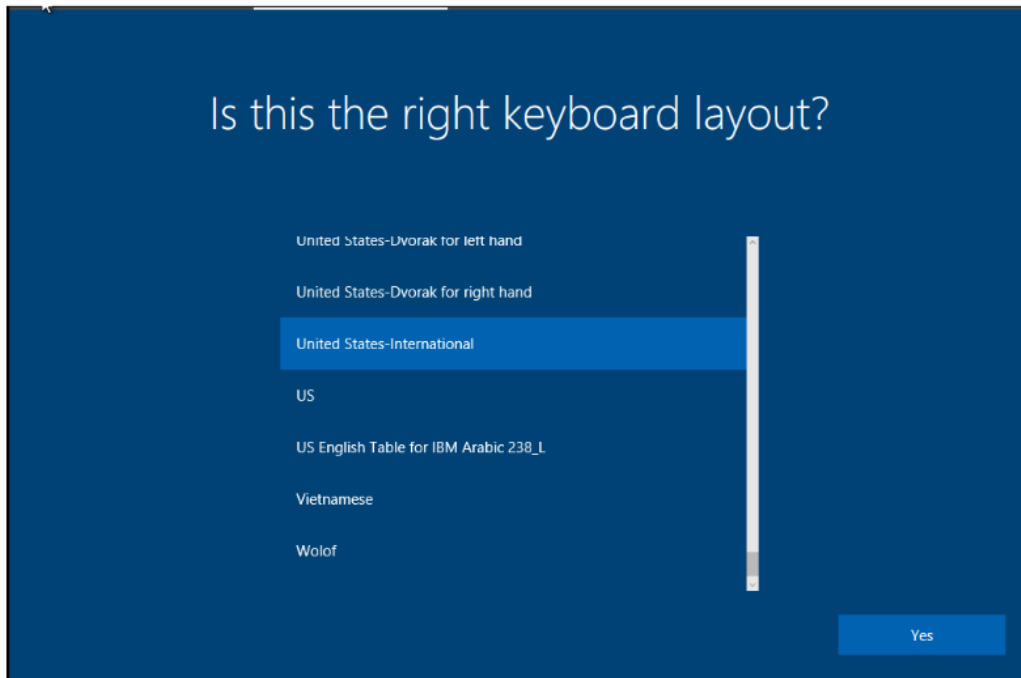 Is this the right keyboard layout?
United States-Dvorak for left hand
United States-Dvorak for right hand
United States-International
US
US English Table for IBM Arabic 238_L
Vietnamese
Wolof
Yes